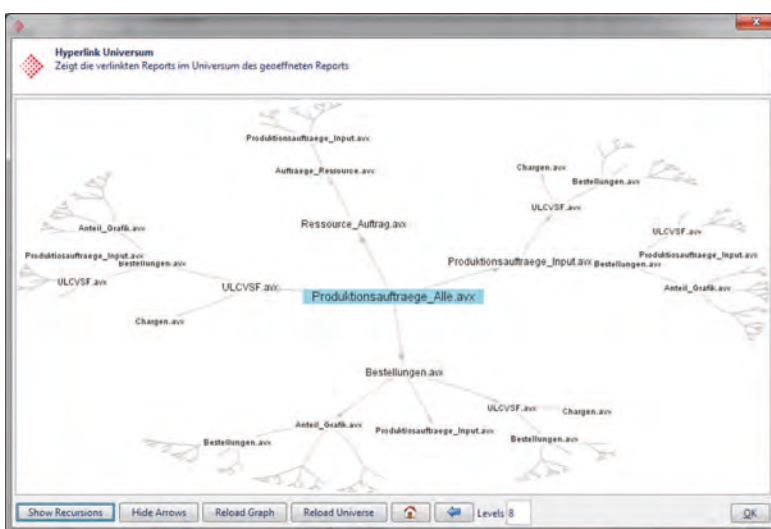 Hyperlink Universum
Zeigt die verlinkten Reports im Universum des geoeffneten Reports
Produktionsauftraege_Input.avx
Auftraege_Ressource.avx
Chargen.avx
Bestellungen.avx
ULCVSF.avx
Ressource_Auftrag.avx
Anteil_Grafik.avx
ULCVSF.avx
Produktionsauftraege_Input.avx
Produktionsauftraege_Input.avx
Bestellungen.avx
Produktionsauftraege_Input.avx
Bestellungen.avx
ULCVSF.avx
ULCVSF.avx
Anteil_Grafik.avx
Produktionsauftraege_Alle.avx
Chargen.avx
Bestellungen.avx
ULCVSF.avx
Chargen.avx
Anteil_Grafik.avx
Produktionsauftraege_Input.avx
Bestellungen.avx
Bestellungen.avx
Show Recursions Hide Arrows Reload Graph Reload Universe Levels 8 OK